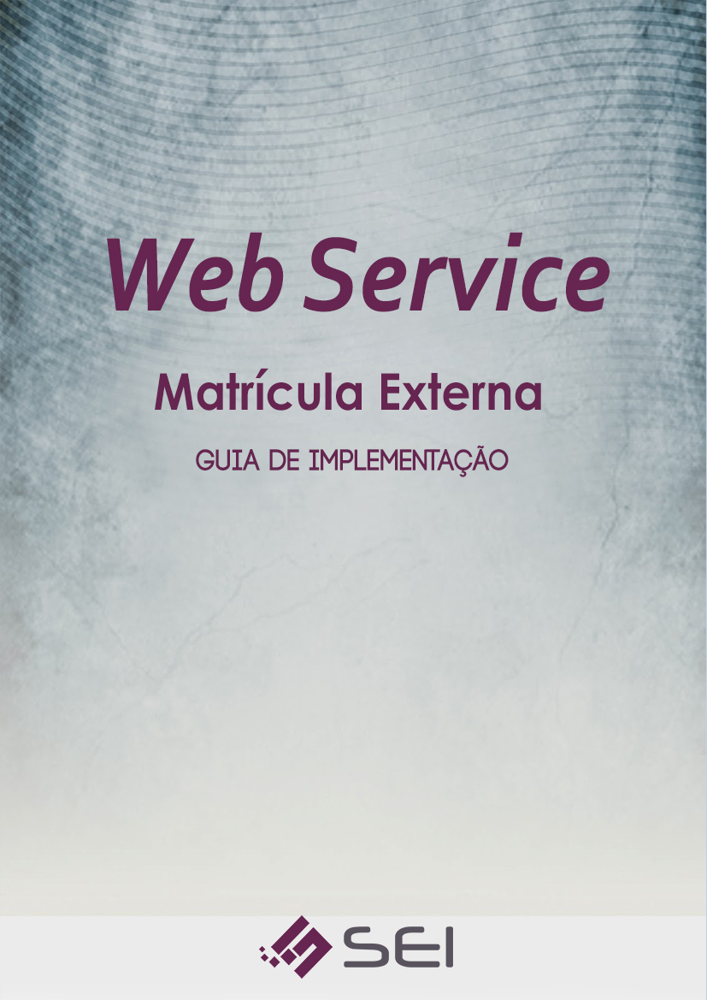 Web Service
Matrícula Externa
GUIA DE IMPLEMENTAÇÃO
SEI